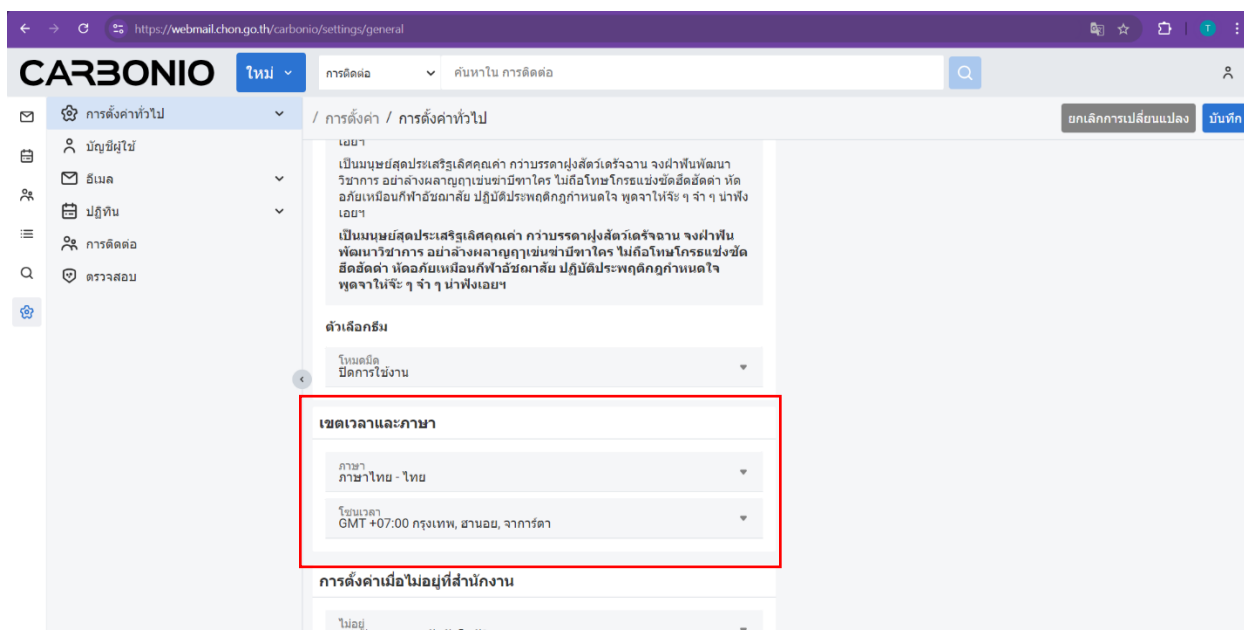 https://webmail.chon.go.th/carbonio/settings/general
T
CARBONIO
ใหม่
การติดต่อ
ค้นหาใน การติดต่อ
การตั้งค่าทั่วไป
/ การตั้งค่า / การตั้งค่าทั่วไป
ยกเลิกการเปลี่ยนแปลง
บันทึก
บัญชีผู้ใช้
อีเมล
ปฏิทิน
การติดต่อ
ตรวจสอบ
เอยฯ
เป็นมนุษย์สุดประเสริฐเลิศคุณค่า กว่าบรรดาฝูงสัตว์เดรัจฉาน จงฝ่าฟันพัฒนา
วิชาการ อย่าล้างผลาญฤๅเข่นฆ่าบีฑาใคร ไม่ถือโทษโกรธแช่งซัดฮึดฮัดด่า หัด
อภัยเหมือนกีฬาอัชฌาสัย ปฏิบัติประพฤติกฎกำหนดใจ พูดจาให้จ๊ะ ๆ จ๋า ๆ น่าฟัง
เอยฯ
เป็นมนุษย์สุดประเสริฐเลิศคุณค่า กว่าบรรดาฝูงสัตว์เดรัจฉาน จงฝ่าฟัน
พัฒนาวิชาการ อย่าล้างผลาญฤๅเข่นฆ่าบีฑาใคร ไม่ถือโทษโกรธแช่งซัด
ฮึดฮัดด่า หัดอภัยเหมือนกีฬาอัชฌาสัย ปฏิบัติประพฤติกฎกำหนดใจ
พูดจาให้จ๊ะ ๆ จ๋า ๆ น่าฟังเอยฯ
ตัวเลือกธีม
โหมดมืด
ปิดการใช้งาน
เขตเวลาและภาษา
ภาษา
ภาษาไทย - ไทย
โซนเวลา
GMT +07:00 กรุงเทพ, ฮานอย, จาการ์ตา
การตั้งค่าเมื่อไม่อยู่ที่สำนักงาน
ไม่อยู่